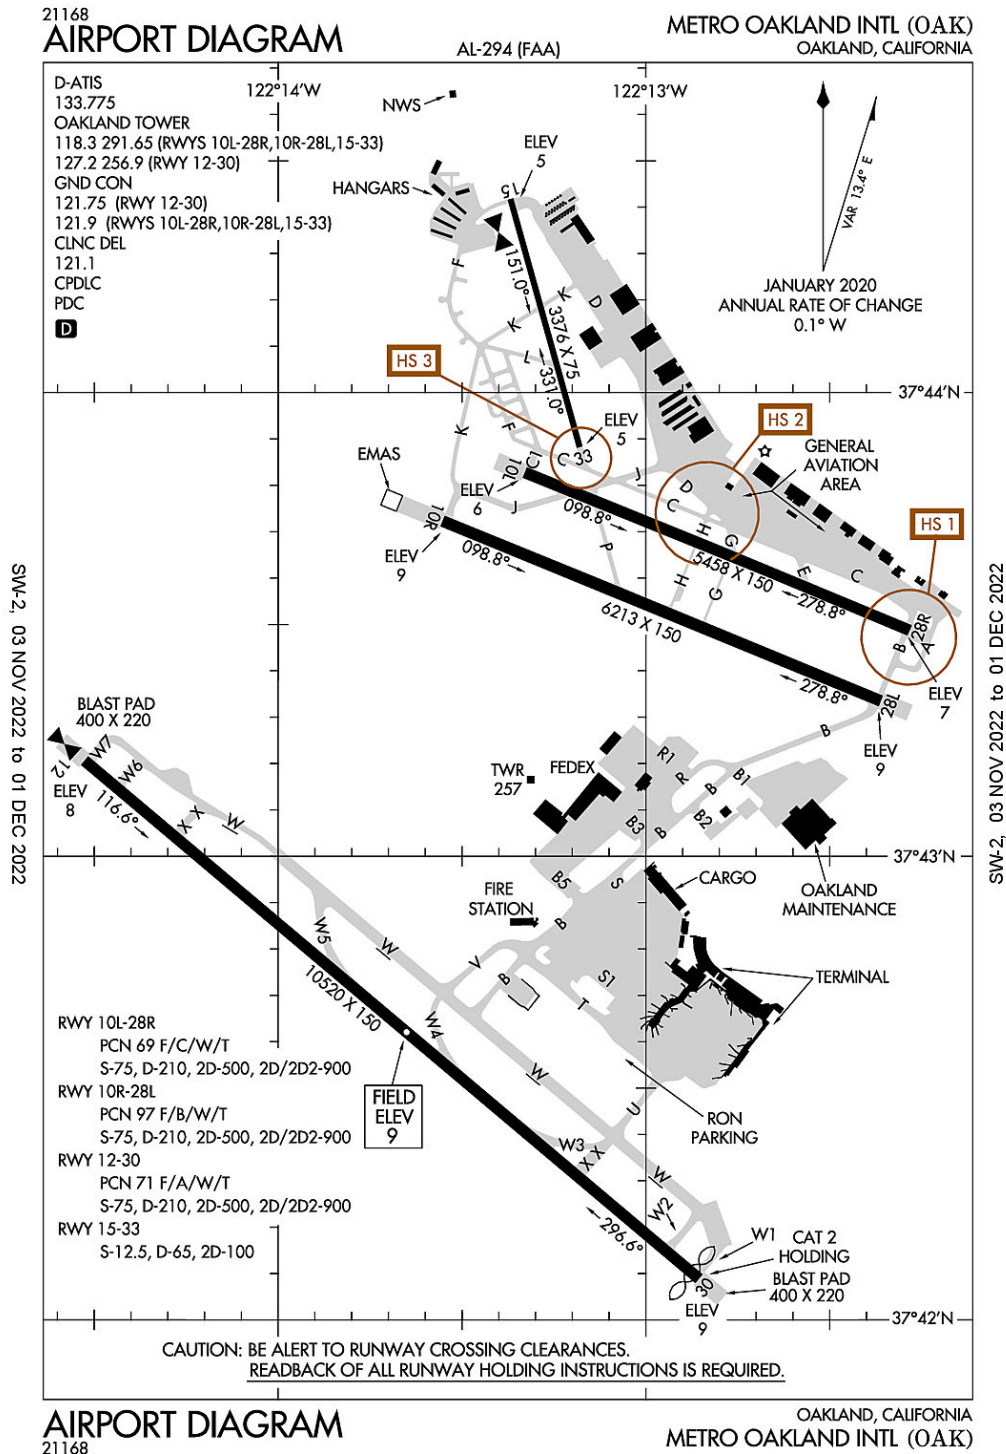 21168
AIRPORT DIAGRAM
AL-294 (FAA)
METRO OAKLAND INTL (OAK)
OAKLAND, CALIFORNIA
D-ATIS
133.775
OAKLAND TOWER
118.3 291.65 (RWYS 10L-28R,10R-28L,15-33)
127.2 256.9 (RWY 12-30)
GND CON
121.75 (RWY 12-30)
121.9 (RWYS 10L-28R,10R-28L,15-33)
CLNC DEL
121.1
CPDLC
PDC
D
122°14'W
122°13'W
NWS
HANGARS
ELEV
5
15
VAR 13.4° E
JANUARY 2020
ANNUAL RATE OF CHANGE
0.1° W
F
151.0°
K
D
3376 X 75
K
L
331.0°
HS 3
37°44'N
HS 2
ELEV
5
33
C
C1
F
K
EMAS
10L
J
GENERAL
AVIATION
AREA
D
C
H
G
HS 1
ELEV
6
J
10R
098.8°
ELEV
9
098.8°
P
5458 X 150
E
C
H
G
278.8°
6213 X 150
28R
B
A
278.8°
28L
ELEV
7
B
ELEV
9
BLAST PAD
400 X 220
W7
W6
12
ELEV
8
116.6°
X X
W
TWR
257
FEDEX
R1
R
B1
B
B3
B
B2
37°43'N
OAKLAND
MAINTENANCE
CARGO
B5
S
FIRE
STATION
B
W5
W
V
B
S1
T
TERMINAL
10520 X 150
W4
W
FIELD
ELEV
9
RON
PARKING
U
W3
X X
W
W2
296.6°
W1
CAT 2
HOLDING
30
BLAST PAD
400 X 220
ELEV
9
37°42'N
RWY 10L-28R
PCN 69 F/C/W/T
S-75, D-210, 2D-500, 2D/2D2-900
RWY 10R-28L
PCN 97 F/B/W/T
S-75, D-210, 2D-500, 2D/2D2-900
RWY 12-30
PCN 71 F/A/W/T
S-75, D-210, 2D-500, 2D/2D2-900
RWY 15-33
S-12.5, D-65, 2D-100
CAUTION: BE ALERT TO RUNWAY CROSSING CLEARANCES.
READBACK OF ALL RUNWAY HOLDING INSTRUCTIONS IS REQUIRED.
SW-2, 03 NOV 2022 to 01 DEC 2022
SW-2, 03 NOV 2022 to 01 DEC 2022
AIRPORT DIAGRAM
21168
OAKLAND, CALIFORNIA
METRO OAKLAND INTL (OAK)